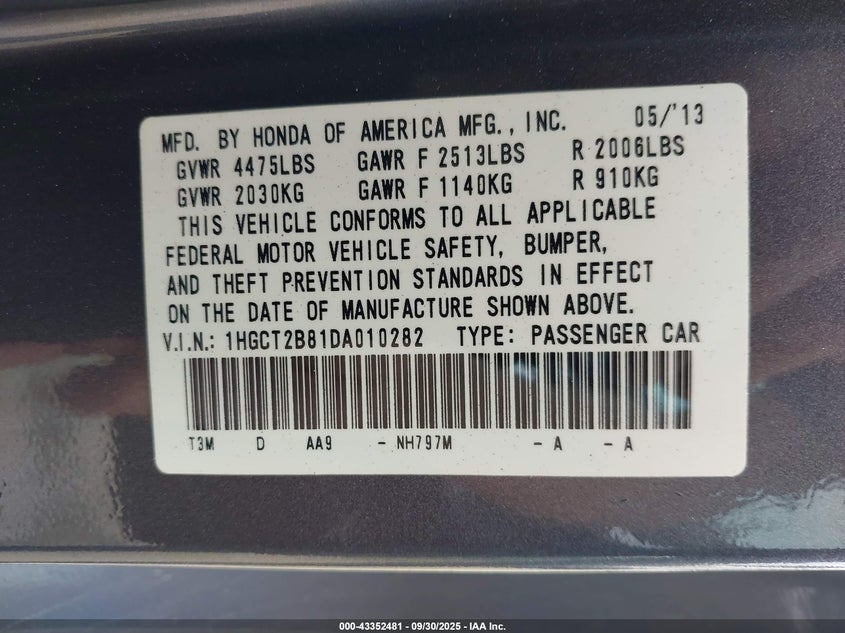 MFD. BY HONDA OF AMERICA MFG., INC. 05/'13
GVWR 4475LBS GAWR F 2513LBS R 2006LBS
GVWR 2030KG GAWR F 1140KG R 910KG
THIS VEHICLE CONFORMS TO ALL APPLICABLE
FEDERAL MOTOR VEHICLE SAFETY, BUMPER,
AND THEFT PREVENTION STANDARDS IN EFFECT
ON THE DATE OF MANUFACTURE SHOWN ABOVE.
V.I.N.: 1HGCT2B81DA010282 TYPE: PASSENGER CAR
T3M D AA9 - NH797M - A - A
000-43352481 - 09/30/2025 - IAA Inc.